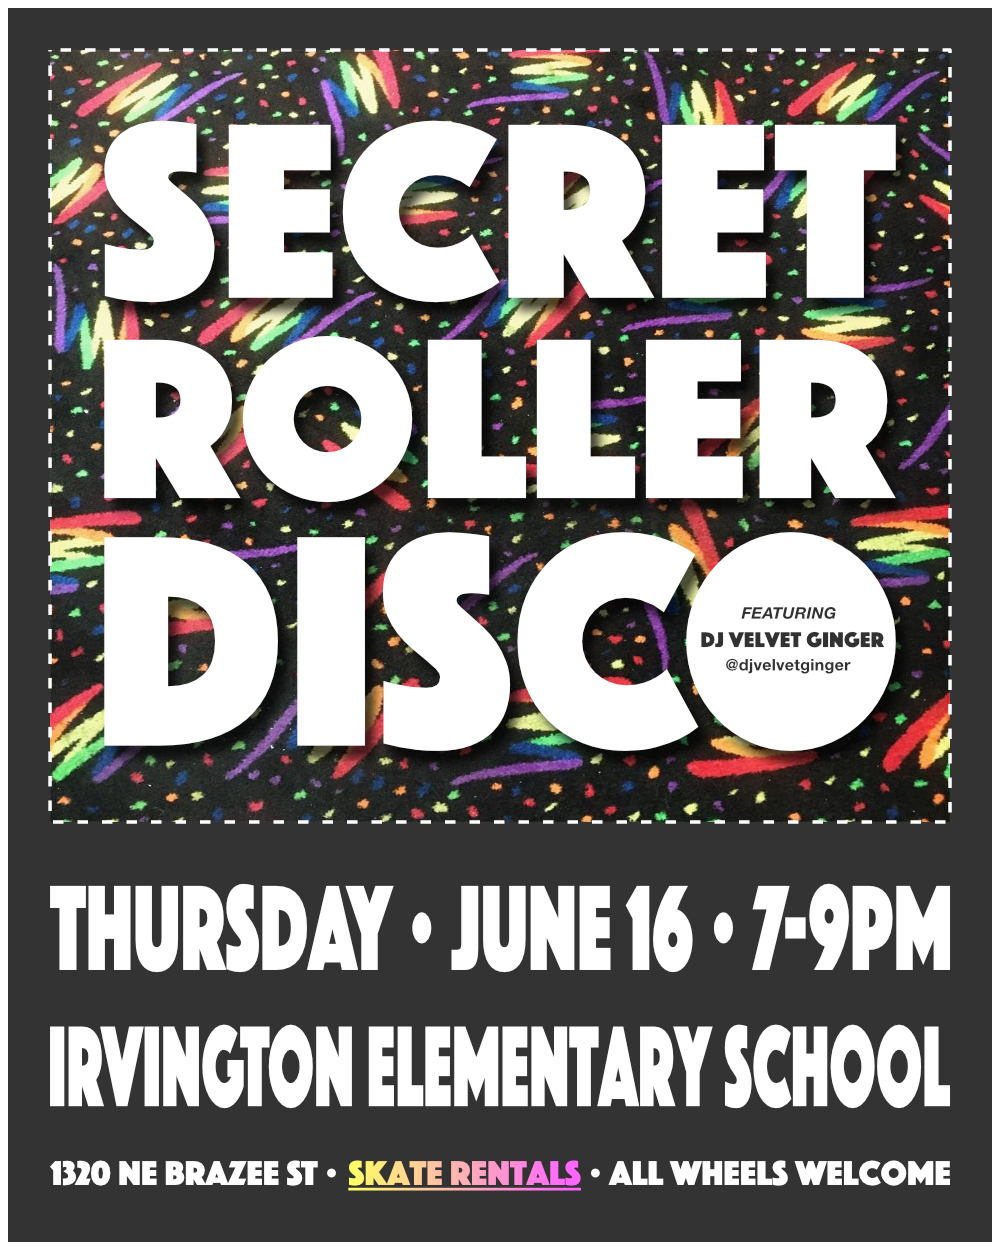 SECRET
ROLLER
DISCO
FEATURING
DJ VELVET GINGER
@djvelvetginger
THURSDAY • JUNE 16 • 7-9PM
IRVINGTON ELEMENTARY SCHOOL
1320 NE BRAZEE ST • SKATE RENTALS • ALL WHEELS WELCOME